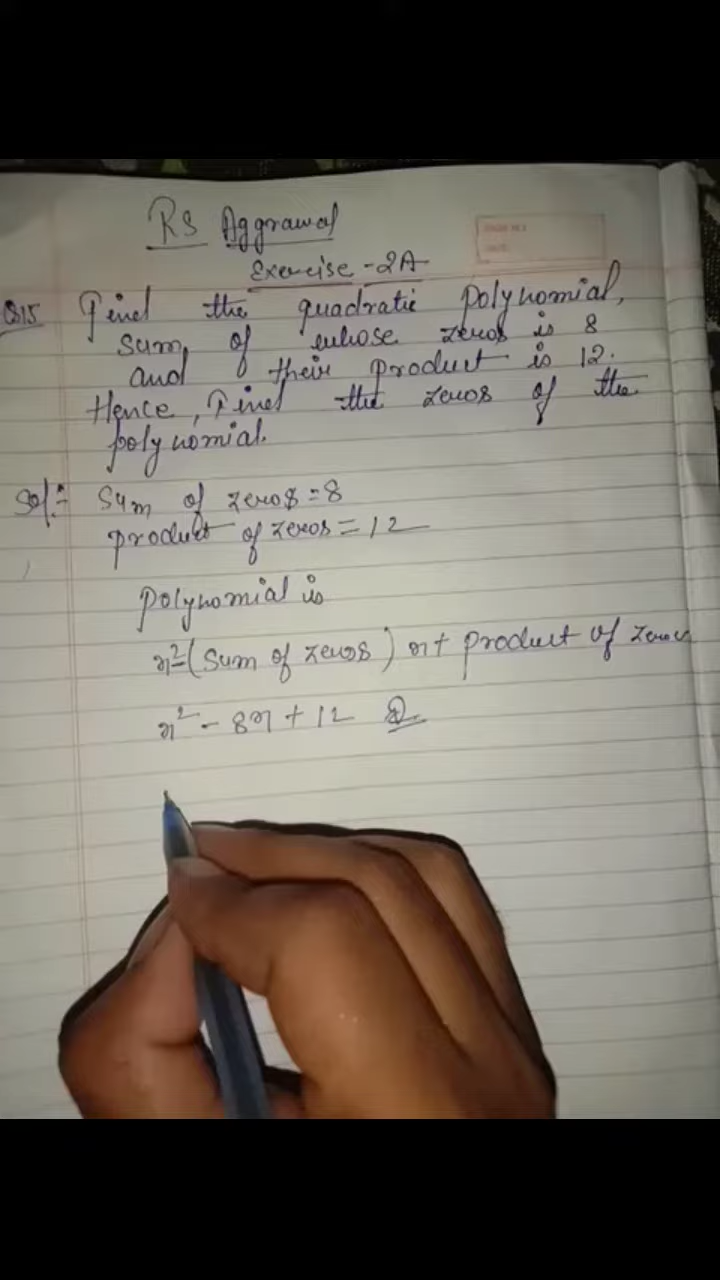 RS Aggrawal
Exercise - 2A
Q15 Find the quadratic polynomial,
sum of whose zeros is 8
and their product is 12.
Hence, find the zeros of the
polynomial.
Sol:- Sum of zeros = 8
product of zeros = 12
polynomial is
x² - (sum of zeros) x + product of zeros
x² - 8x + 12